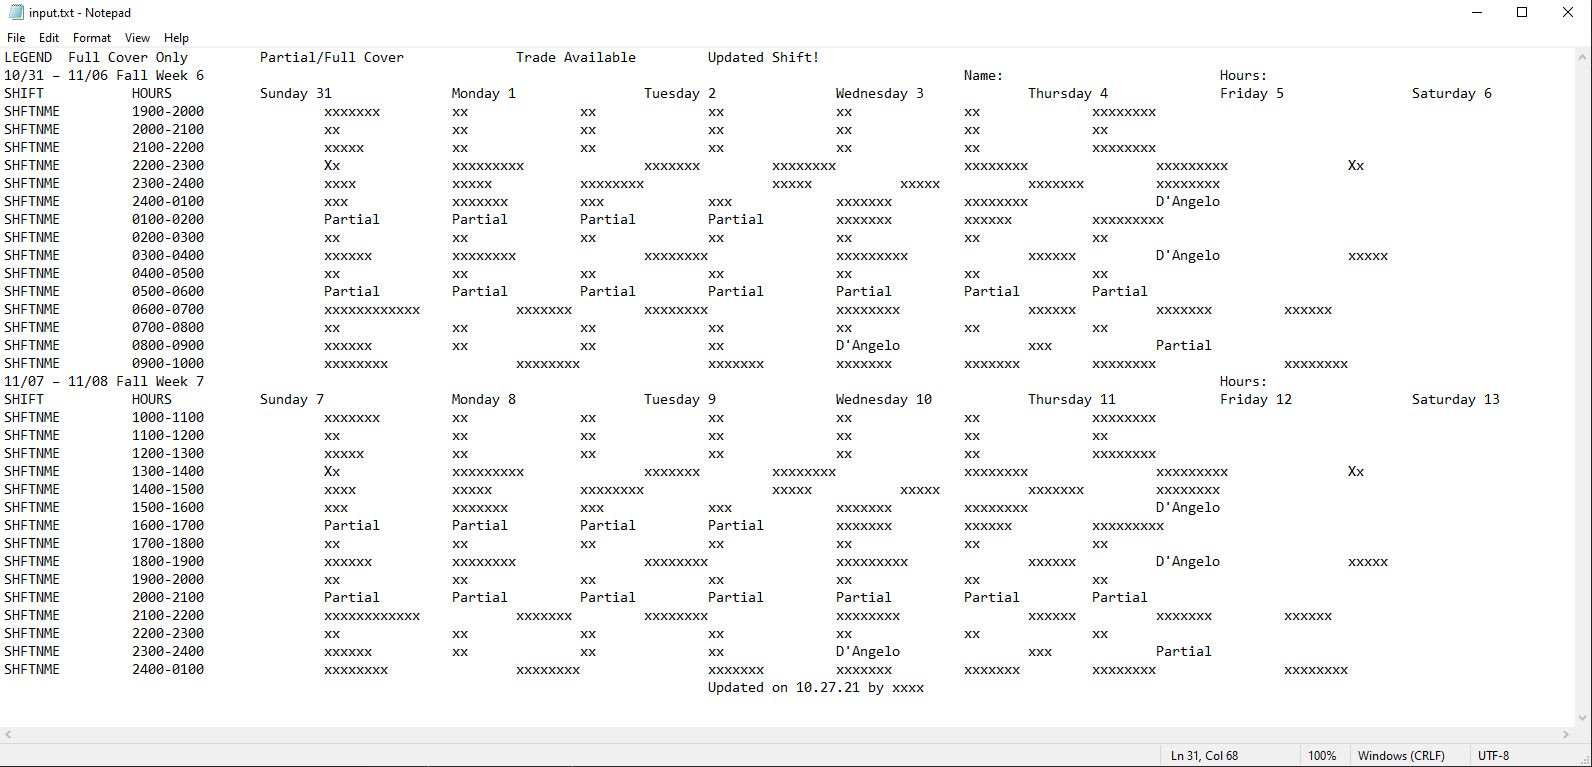 input.txt - Notepad
File Edit Format View Help
LEGEND Full Cover Only Partial/Full Cover Trade Available Updated Shift!
10/31 – 11/06 Fall Week 6 Name: Hours:
SHIFT HOURS Sunday 31 Monday 1 Tuesday 2 Wednesday 3 Thursday 4 Friday 5 Saturday 6
SHFTNME 1900-2000 xxxxxxx xx xx xx xx xx xxxxxxxx
SHFTNME 2000-2100 xx xx xx xx xx xx xx
SHFTNME 2100-2200 xxxxx xx xx xx xx xx xxxxxxxx
SHFTNME 2200-2300 Xx xxxxxxxxx xxxxxxx xxxxxxxx xxxxxxxx xxxxxxxxx Xx
SHFTNME 2300-2400 xxxx xxxxx xxxxxxxx xxxxx xxxxx xxxxxxx xxxxxxxx
SHFTNME 2400-0100 xxx xxxxxxx xxx xxx xxxxxxx xxxxxxxx D'Angelo
SHFTNME 0100-0200 Partial Partial Partial Partial xxxxxxx xxxxxx xxxxxxxxx
SHFTNME 0200-0300 xx xx xx xx xx xx xx
SHFTNME 0300-0400 xxxxxx xxxxxxxx xxxxxxxx xxxxxxxxx xxxxxx D'Angelo xxxxx
SHFTNME 0400-0500 xx xx xx xx xx xx xx
SHFTNME 0500-0600 Partial Partial Partial Partial Partial Partial Partial
SHFTNME 0600-0700 xxxxxxxxxxxx xxxxxxx xxxxxxxx xxxxxxxx xxxxxx xxxxxxx xxxxxx
SHFTNME 0700-0800 xx xx xx xx xx xx xx
SHFTNME 0800-0900 xxxxxx xx xx xx D'Angelo xxx Partial
SHFTNME 0900-1000 xxxxxxxx xxxxxxxx xxxxxxx xxxxxxx xxxxxxx xxxxxxxx xxxxxxxx
11/07 – 11/08 Fall Week 7 Hours:
SHIFT HOURS Sunday 7 Monday 8 Tuesday 9 Wednesday 10 Thursday 11 Friday 12 Saturday 13
SHFTNME 1000-1100 xxxxxxx xx xx xx xx xx xxxxxxxx
SHFTNME 1100-1200 xx xx xx xx xx xx xx
SHFTNME 1200-1300 xxxxx xx xx xx xx xx xxxxxxxx
SHFTNME 1300-1400 Xx xxxxxxxxx xxxxxxx xxxxxxxx xxxxxxxx xxxxxxxxx Xx
SHFTNME 1400-1500 xxxx xxxxx xxxxxxxx xxxxx xxxxx xxxxxxx xxxxxxxx
SHFTNME 1500-1600 xxx xxxxxxx xxx xxx xxxxxxx xxxxxxxx D'Angelo
SHFTNME 1600-1700 Partial Partial Partial Partial xxxxxxx xxxxxx xxxxxxxxx
SHFTNME 1700-1800 xx xx xx xx xx xx xx
SHFTNME 1800-1900 xxxxxx xxxxxxxx xxxxxxxx xxxxxxxxx xxxxxx D'Angelo xxxxx
SHFTNME 1900-2000 xx xx xx xx xx xx xx
SHFTNME 2000-2100 Partial Partial Partial Partial Partial Partial Partial
SHFTNME 2100-2200 xxxxxxxxxxxx xxxxxxx xxxxxxxx xxxxxxxx xxxxxx xxxxxxx xxxxxx
SHFTNME 2200-2300 xx xx xx xx xx xx xx
SHFTNME 2300-2400 xxxxxx xx xx xx D'Angelo xxx Partial
SHFTNME 2400-0100 xxxxxxxx xxxxxxxx xxxxxxx xxxxxxx xxxxxxx xxxxxxxx xxxxxxxx
Updated on 10.27.21 by xxxx
Ln 31, Col 68 100% Windows (CRLF) UTF-8